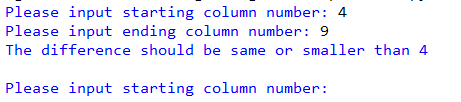 Please input starting column number: 4
Please input ending column number: 9
The difference should be same or smaller than 4
Please input starting column number: